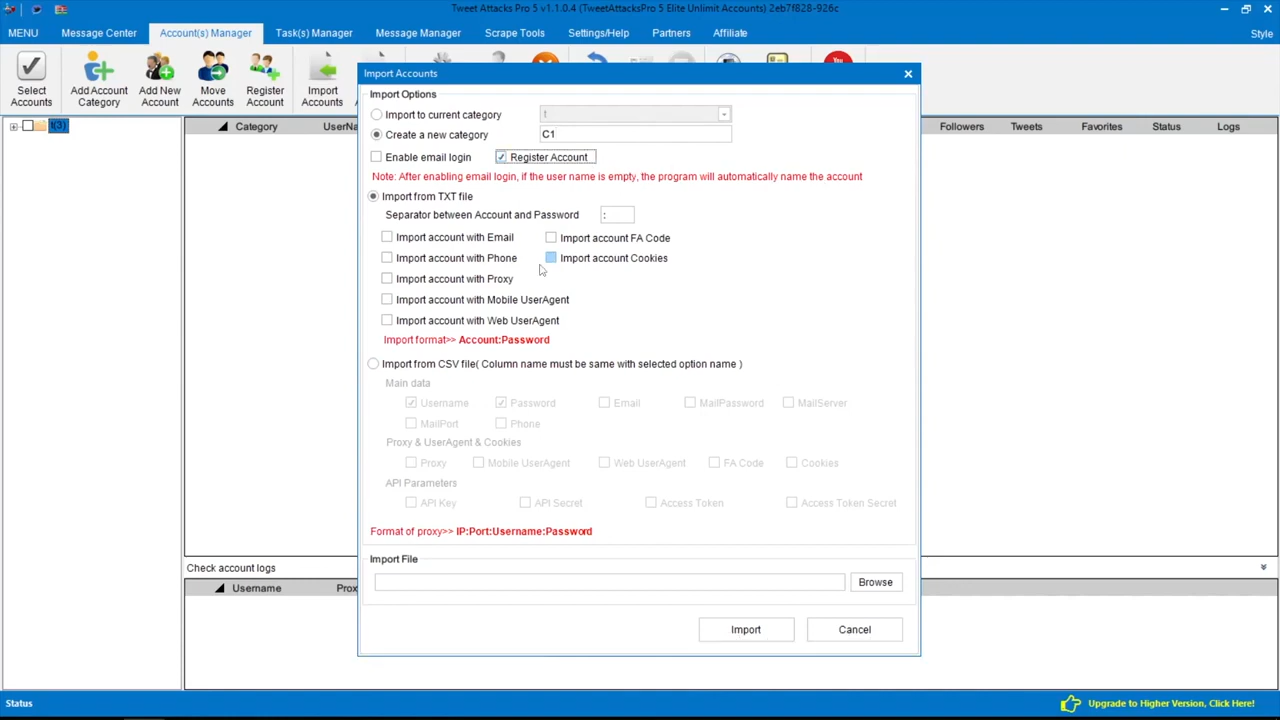 Tweet Attacks Pro 5 v1.1.0.4 (TweetAttacksPro 5 Elite Unlimit Accounts) 2eb7f828-926c
MENU Message Center Account(s) Manager Task(s) Manager Message Manager Scrape Tools Settings/Help Partners Affiliate Style
Select Accounts
Add Account Category
Add New Account
Move Accounts
Register Account
Import Accounts
You
t(3)
Category UserNa Followers Tweets Favorites Status Logs
Import Accounts
Import Options
Import to current category t
Create a new category C1
Enable email login Register Account
Note: After enabling email login, if the user name is empty, the program will automatically name the account
Import from TXT file
Separator between Account and Password :
Import account with Email Import account FA Code
Import account with Phone Import account Cookies
Import account with Proxy
Import account with Mobile UserAgent
Import account with Web UserAgent
Import format>> Account:Password
Import from CSV file( Column name must be same with selected option name )
Main data
Username Password Email MailPassword MailServer
MailPort Phone
Proxy & UserAgent & Cookies
Proxy Mobile UserAgent Web UserAgent FA Code Cookies
API Parameters
API Key API Secret Access Token Access Token Secret
Format of proxy>> IP:Port:Username:Password
Import File
Browse
Import Cancel
Check account logs
Username Prox
Status Upgrade to Higher Version, Click Here!